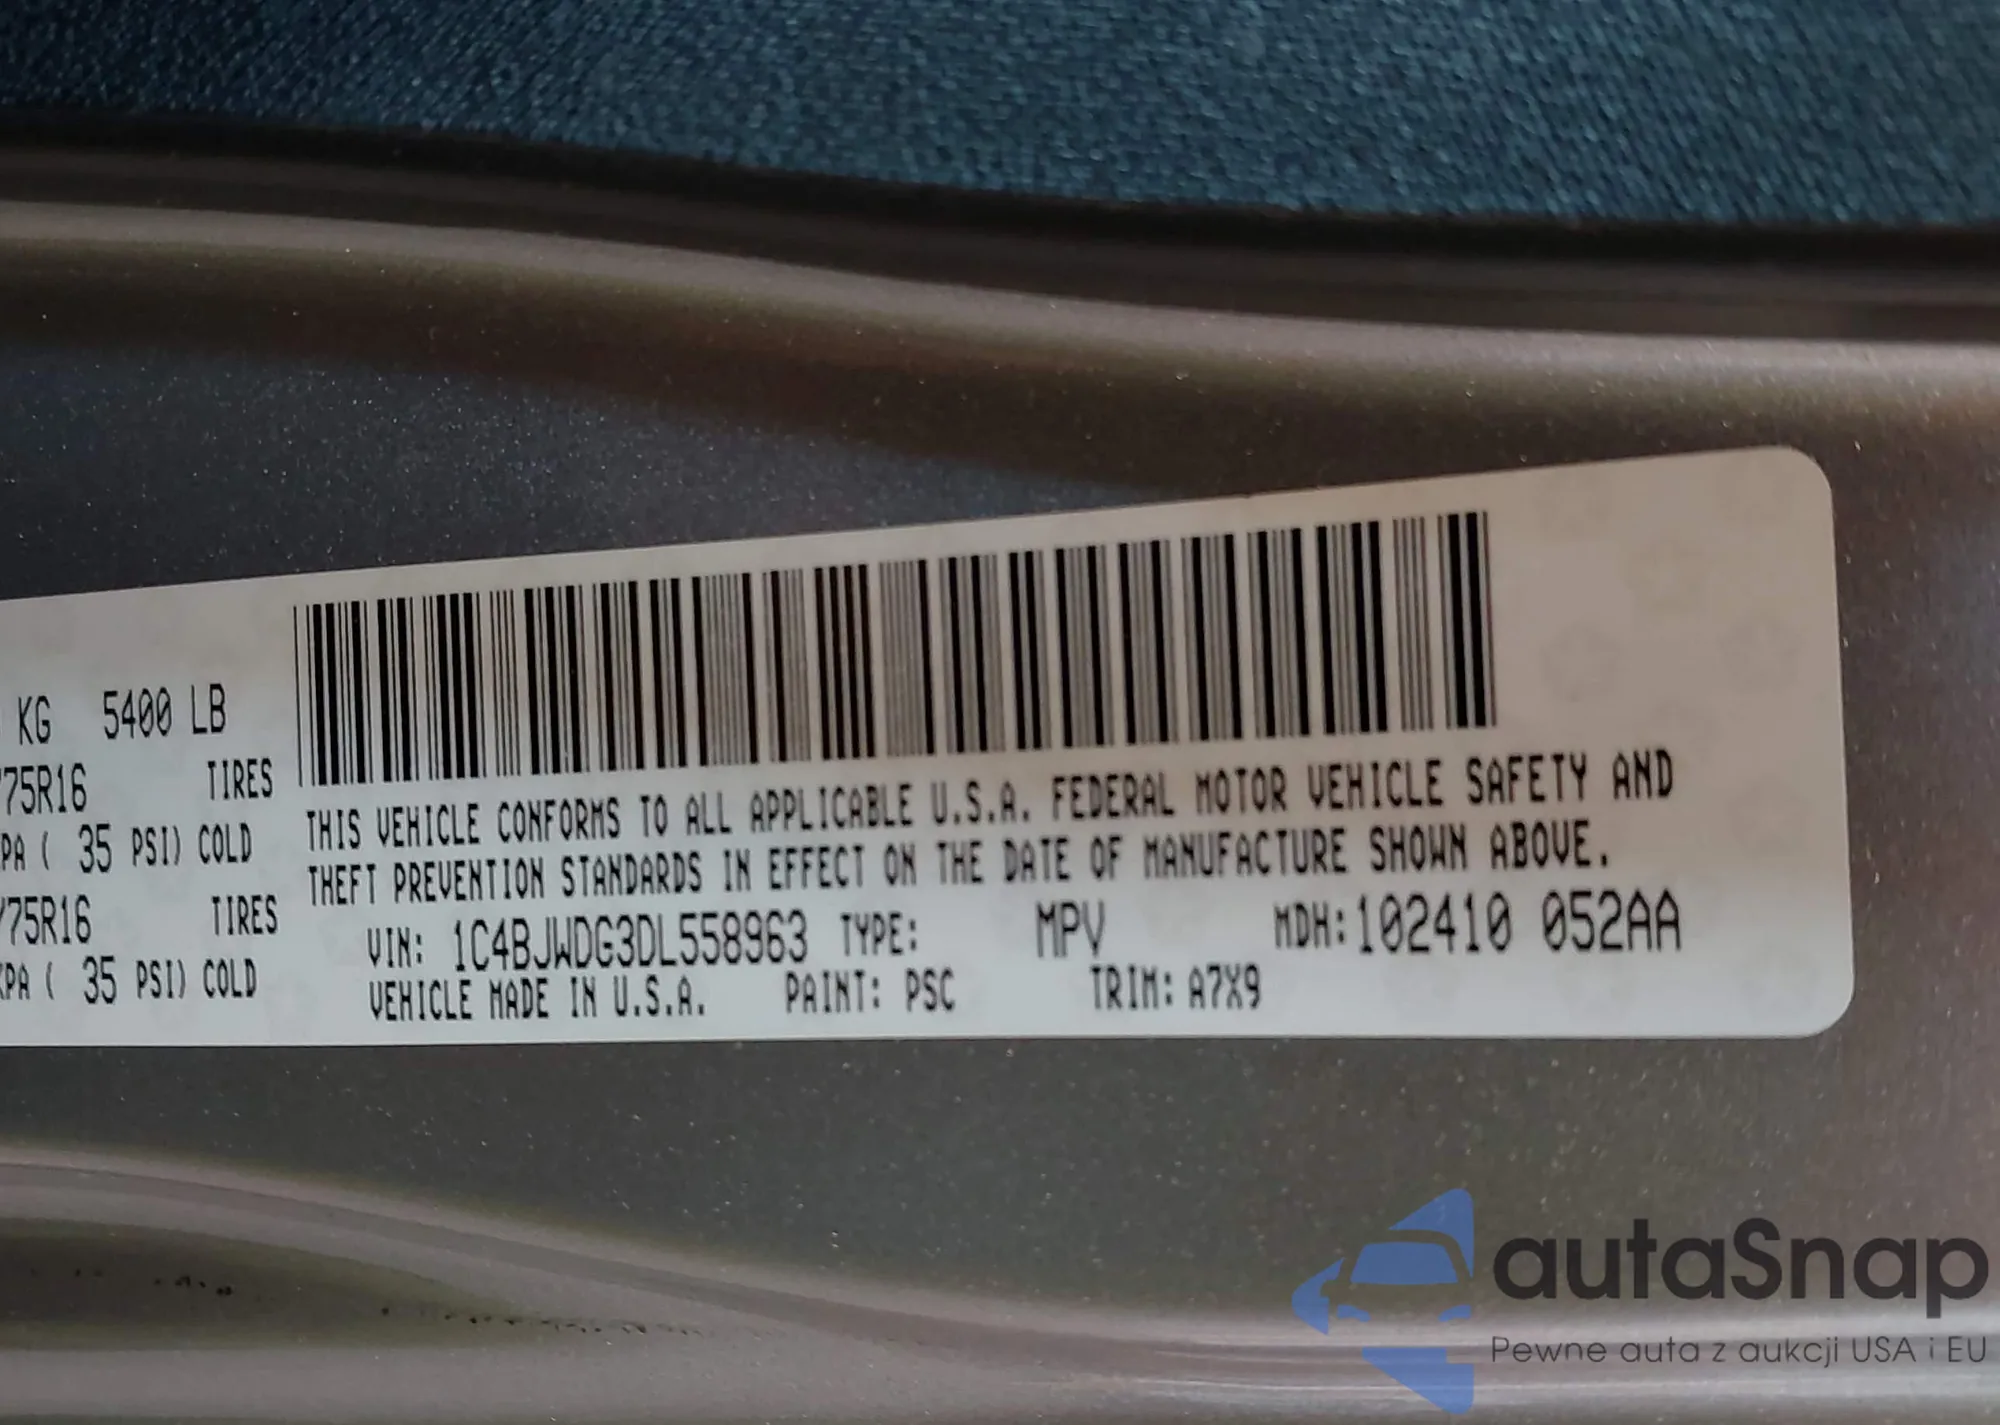 KG 5400 LB
75R16 TIRES
PA ( 35 PSI) COLD
/75R16 TIRES
KPA ( 35 PSI) COLD
THIS VEHICLE CONFORMS TO ALL APPLICABLE U.S.A. FEDERAL MOTOR VEHICLE SAFETY AND
THEFT PREVENTION STANDARDS IN EFFECT ON THE DATE OF MANUFACTURE SHOWN ABOVE.
VIN: 1C4BJWDG3DL558963 TYPE: MPV MDH:102410 052AA
VEHICLE MADE IN U.S.A. PAINT: PSC TRIM: A7X9
autaSnap
Pewne auta z aukcji USA i EU